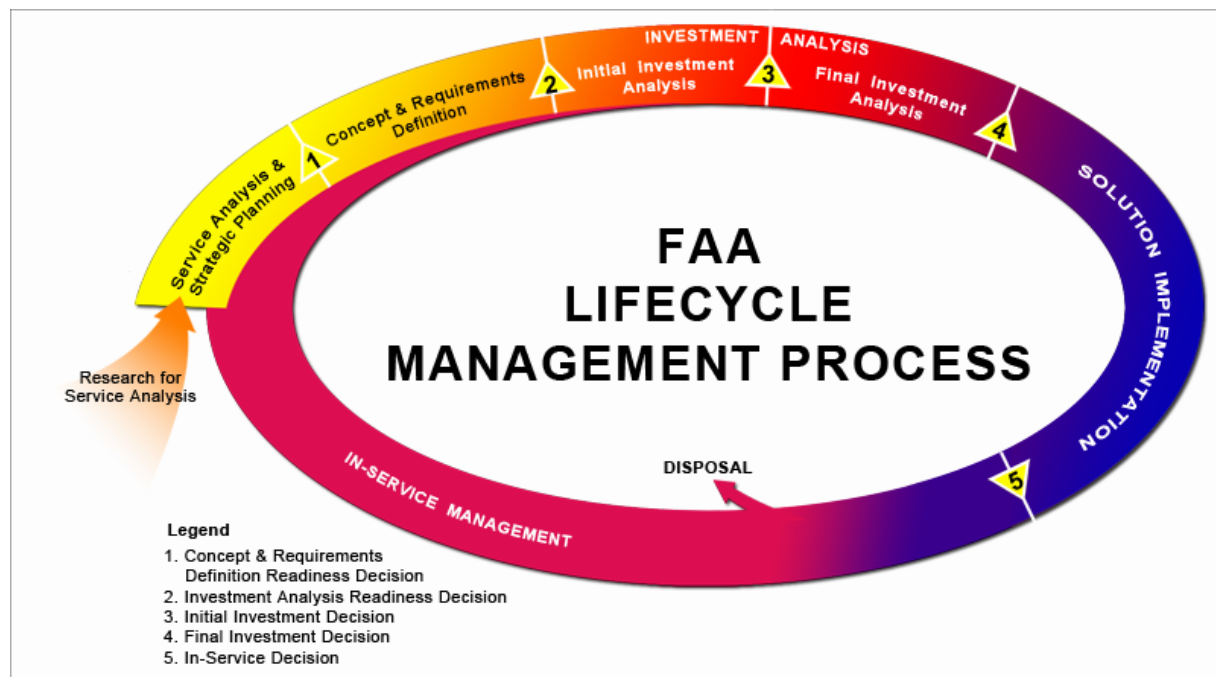 INVESTMENT ANALYSIS
Service Analysis &
Strategic Planning
1
Concept & Requirements
Definition
2
Initial Investment
Analysis
3
Final Investment
Analysis
4
SOLUTION IMPLEMENTATION
5
FAA
LIFECYCLE
MANAGEMENT PROCESS
Research for
Service Analysis
DISPOSAL
IN-SERVICE MANAGEMENT
Legend
1. Concept & Requirements
Definition Readiness Decision
2. Investment Analysis Readiness Decision
3. Initial Investment Decision
4. Final Investment Decision
5. In-Service Decision